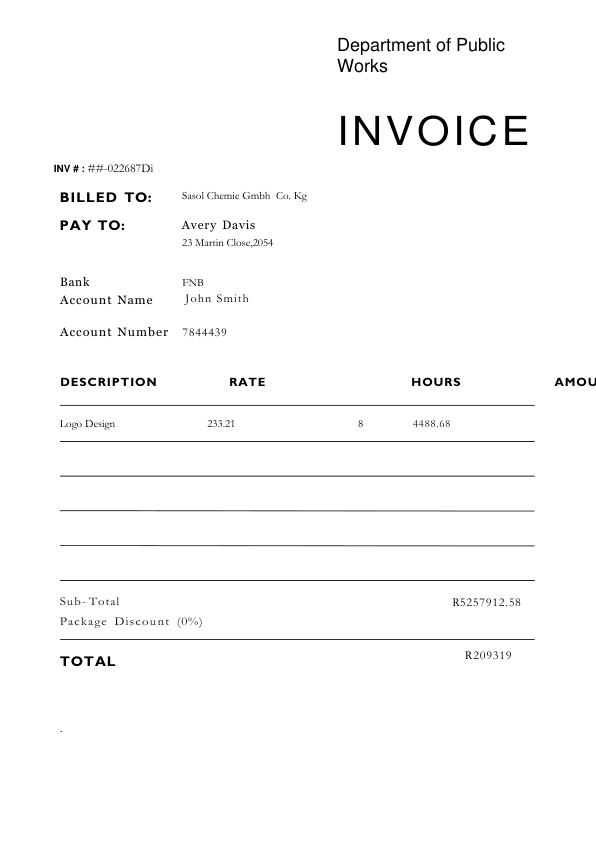 Department of Public
Works
INVOICE
INV # : ##-022687Di
BILLED TO: Sasol Chemie Gmbh Co. Kg
PAY TO: Avery Davis
23 Martin Close,2054
Bank FNB
Account Name John Smith
Account Number 7844439
DESCRIPTION RATE HOURS AMOU
Logo Design 233.21 8 4488.68
Sub-Total R5257912.58
Package Discount (0%)
TOTAL R209319
.